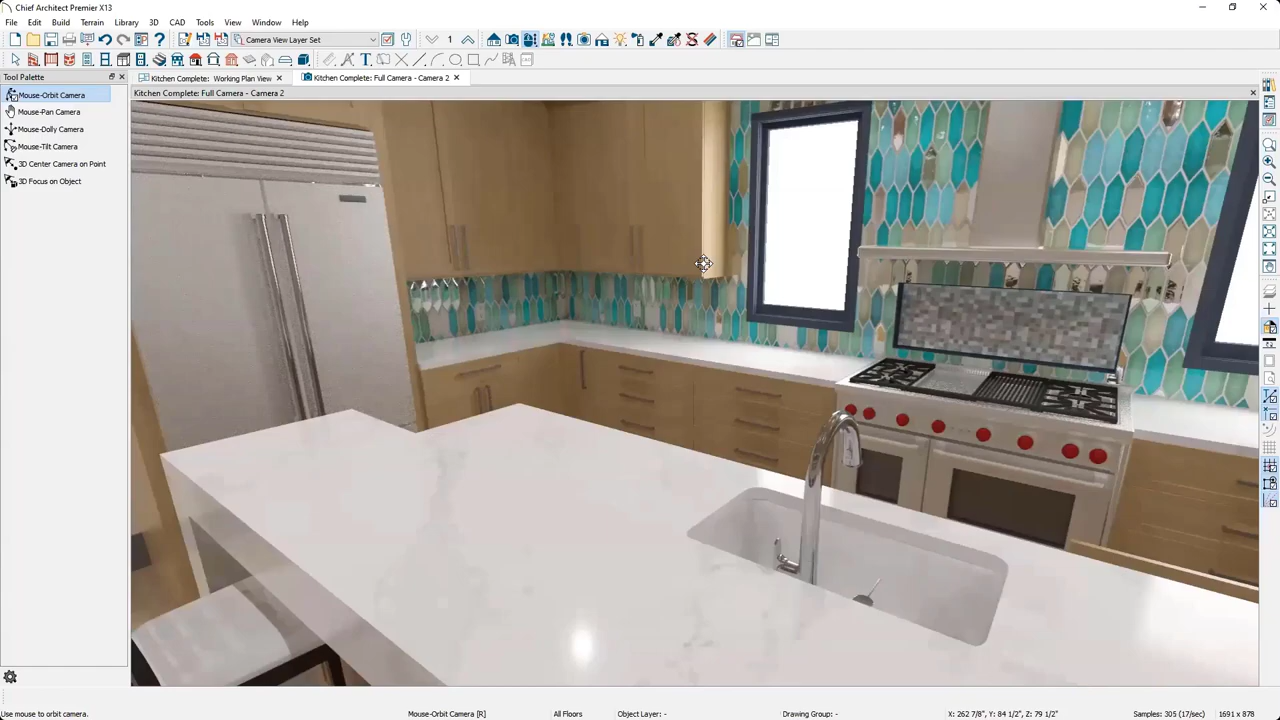 Chief Architect Premier X13
File Edit Build Terrain Library 3D CAD Tools View Window Help
Camera View Layer Set 1
Tool Palette
Kitchen Complete: Working Plan View Kitchen Complete: Full Camera - Camera 2
Kitchen Complete: Full Camera - Camera 2
Mouse-Orbit Camera
Mouse-Pan Camera
Mouse-Dolly Camera
Mouse-Tilt Camera
3D Center Camera on Point
3D Focus on Object
Use mouse to orbit camera. Mouse-Orbit Camera [R] All Floors Object Layer: - Drawing Group: - X: 262 7/8", Y: 84 1/2", Z: 79 1/2" Samples: 305 (17/sec) 1691 x 878